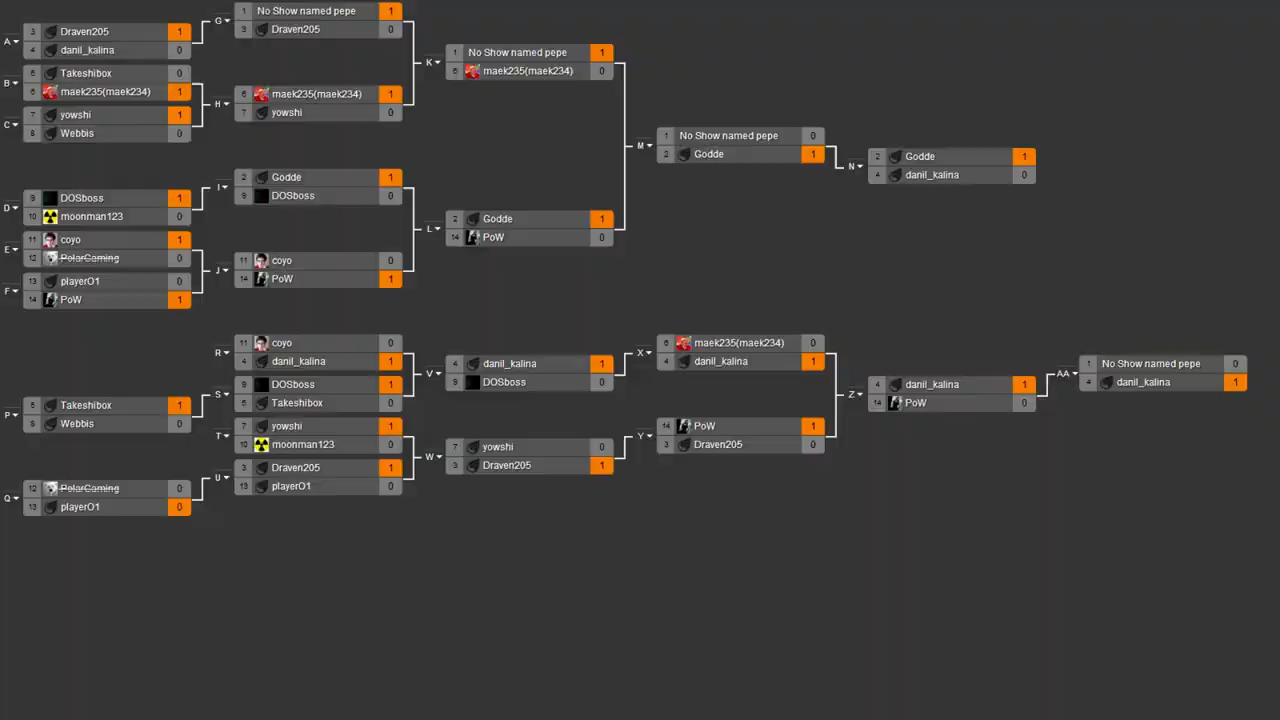 A
3 Draven205 1
4 danil_kalina 0
B
5 Takeshibox 0
6 maek235(maek234) 1
C
7 yowshi 1
8 Webbis 0
D
9 DOSboss 1
10 moonman123 0
E
11 coyo 1
12 PolarGaming 0
F
13 playerO1 0
14 PoW 1
G
1 No Show named pepe 1
3 Draven205 0
H
6 maek235(maek234) 1
7 yowshi 0
I
2 Godde 1
9 DOSboss 0
J
11 coyo 0
14 PoW 1
K
1 No Show named pepe 1
6 maek235(maek234) 0
L
2 Godde 1
14 PoW 0
M
1 No Show named pepe 0
2 Godde 1
N
2 Godde 1
4 danil_kalina 0
P
5 Takeshibox 1
8 Webbis 0
Q
12 PolarGaming 0
13 playerO1 0
R
11 coyo 0
4 danil_kalina 1
S
9 DOSboss 1
5 Takeshibox 0
T
7 yowshi 1
10 moonman123 0
U
3 Draven205 1
13 playerO1 0
V
4 danil_kalina 1
9 DOSboss 0
W
7 yowshi 0
3 Draven205 1
X
6 maek235(maek234) 0
4 danil_kalina 1
Y
14 PoW 1
3 Draven205 0
Z
4 danil_kalina 1
14 PoW 0
AA
1 No Show named pepe 0
4 danil_kalina 1